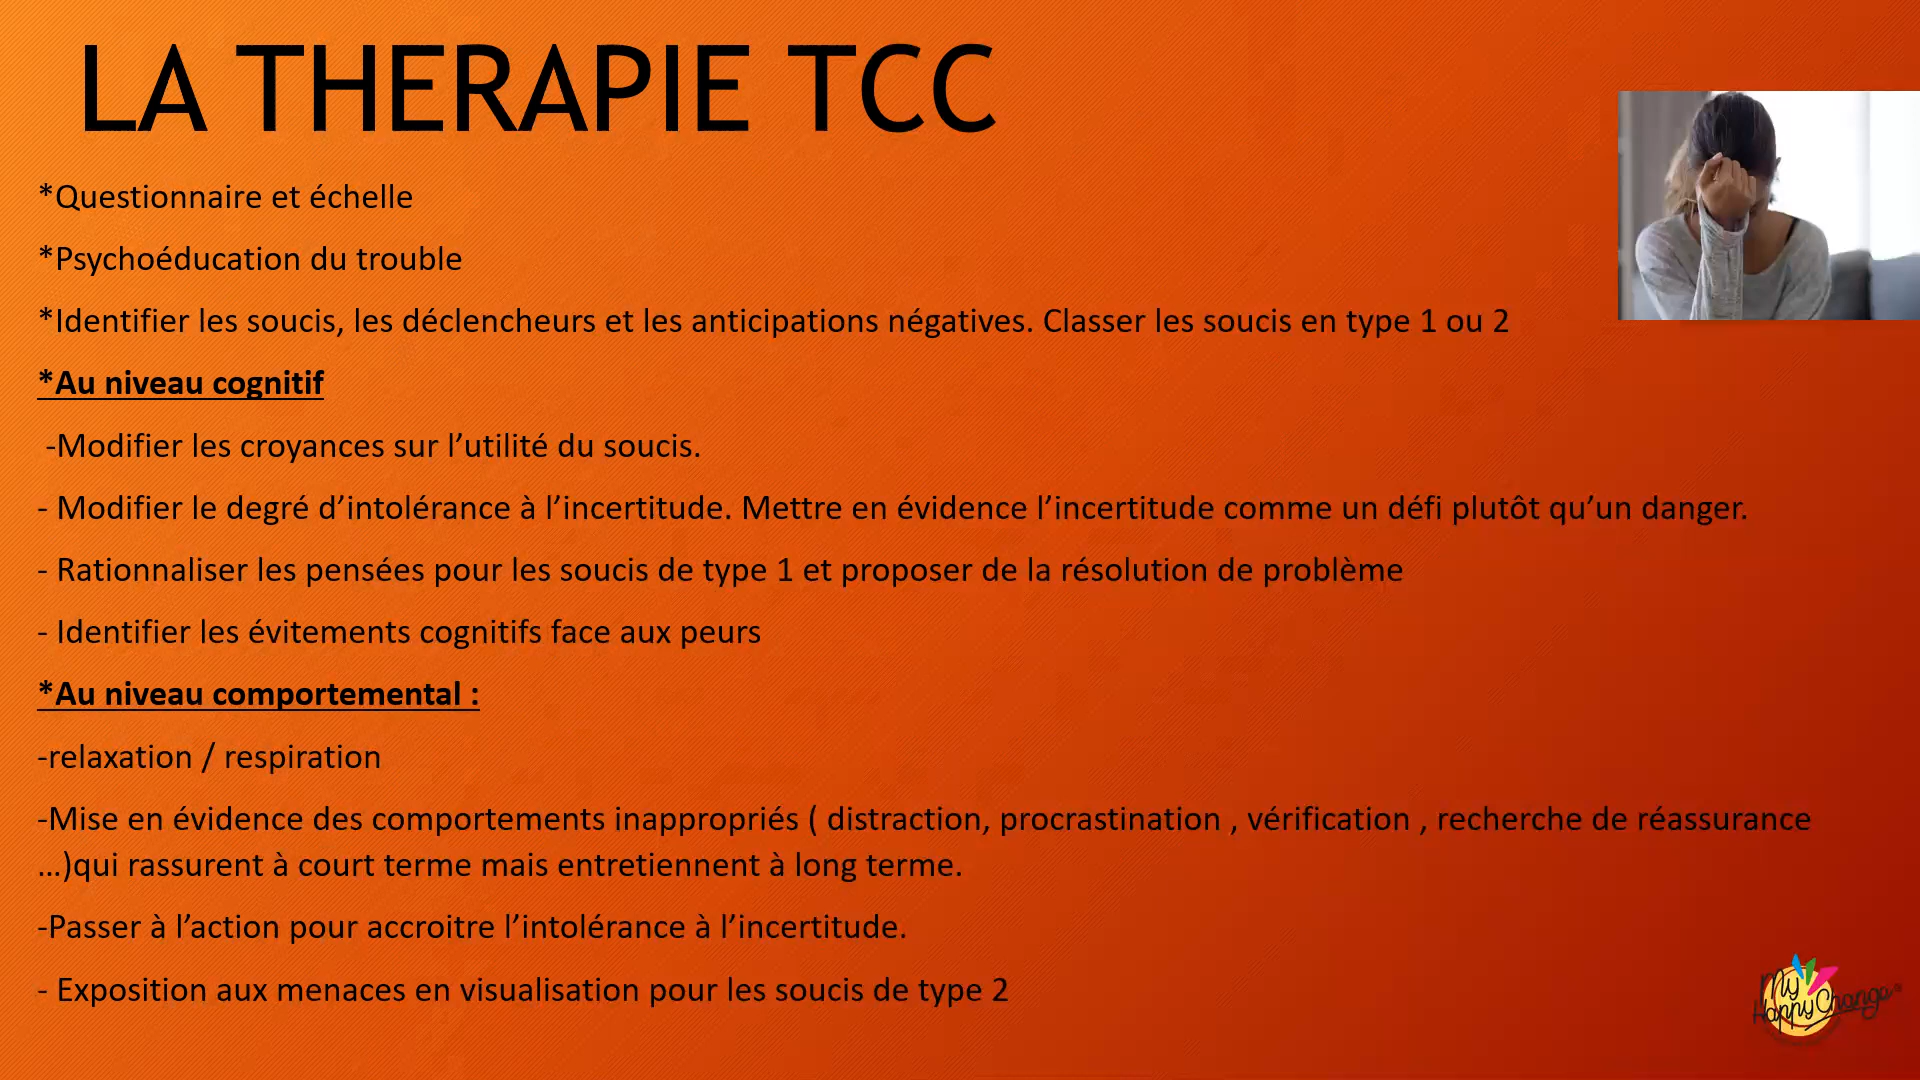 LA THERAPIE TCC
*Questionnaire et échelle
*Psychoéducation du trouble
*Identifier les soucis, les déclencheurs et les anticipations négatives. Classer les soucis en type 1 ou 2
*Au niveau cognitif
-Modifier les croyances sur l’utilité du soucis.
- Modifier le degré d’intolérance à l’incertitude. Mettre en évidence l’incertitude comme un défi plutôt qu’un danger.
- Rationnaliser les pensées pour les soucis de type 1 et proposer de la résolution de problème
- Identifier les évitements cognitifs face aux peurs
*Au niveau comportemental :
-relaxation / respiration
-Mise en évidence des comportements inappropriés ( distraction, procrastination , vérification , recherche de réassurance
…)qui rassurent à court terme mais entretiennent à long terme.
-Passer à l’action pour accroitre l’intolérance à l’incertitude.
- Exposition aux menaces en visualisation pour les soucis de type 2
My
Happy Change